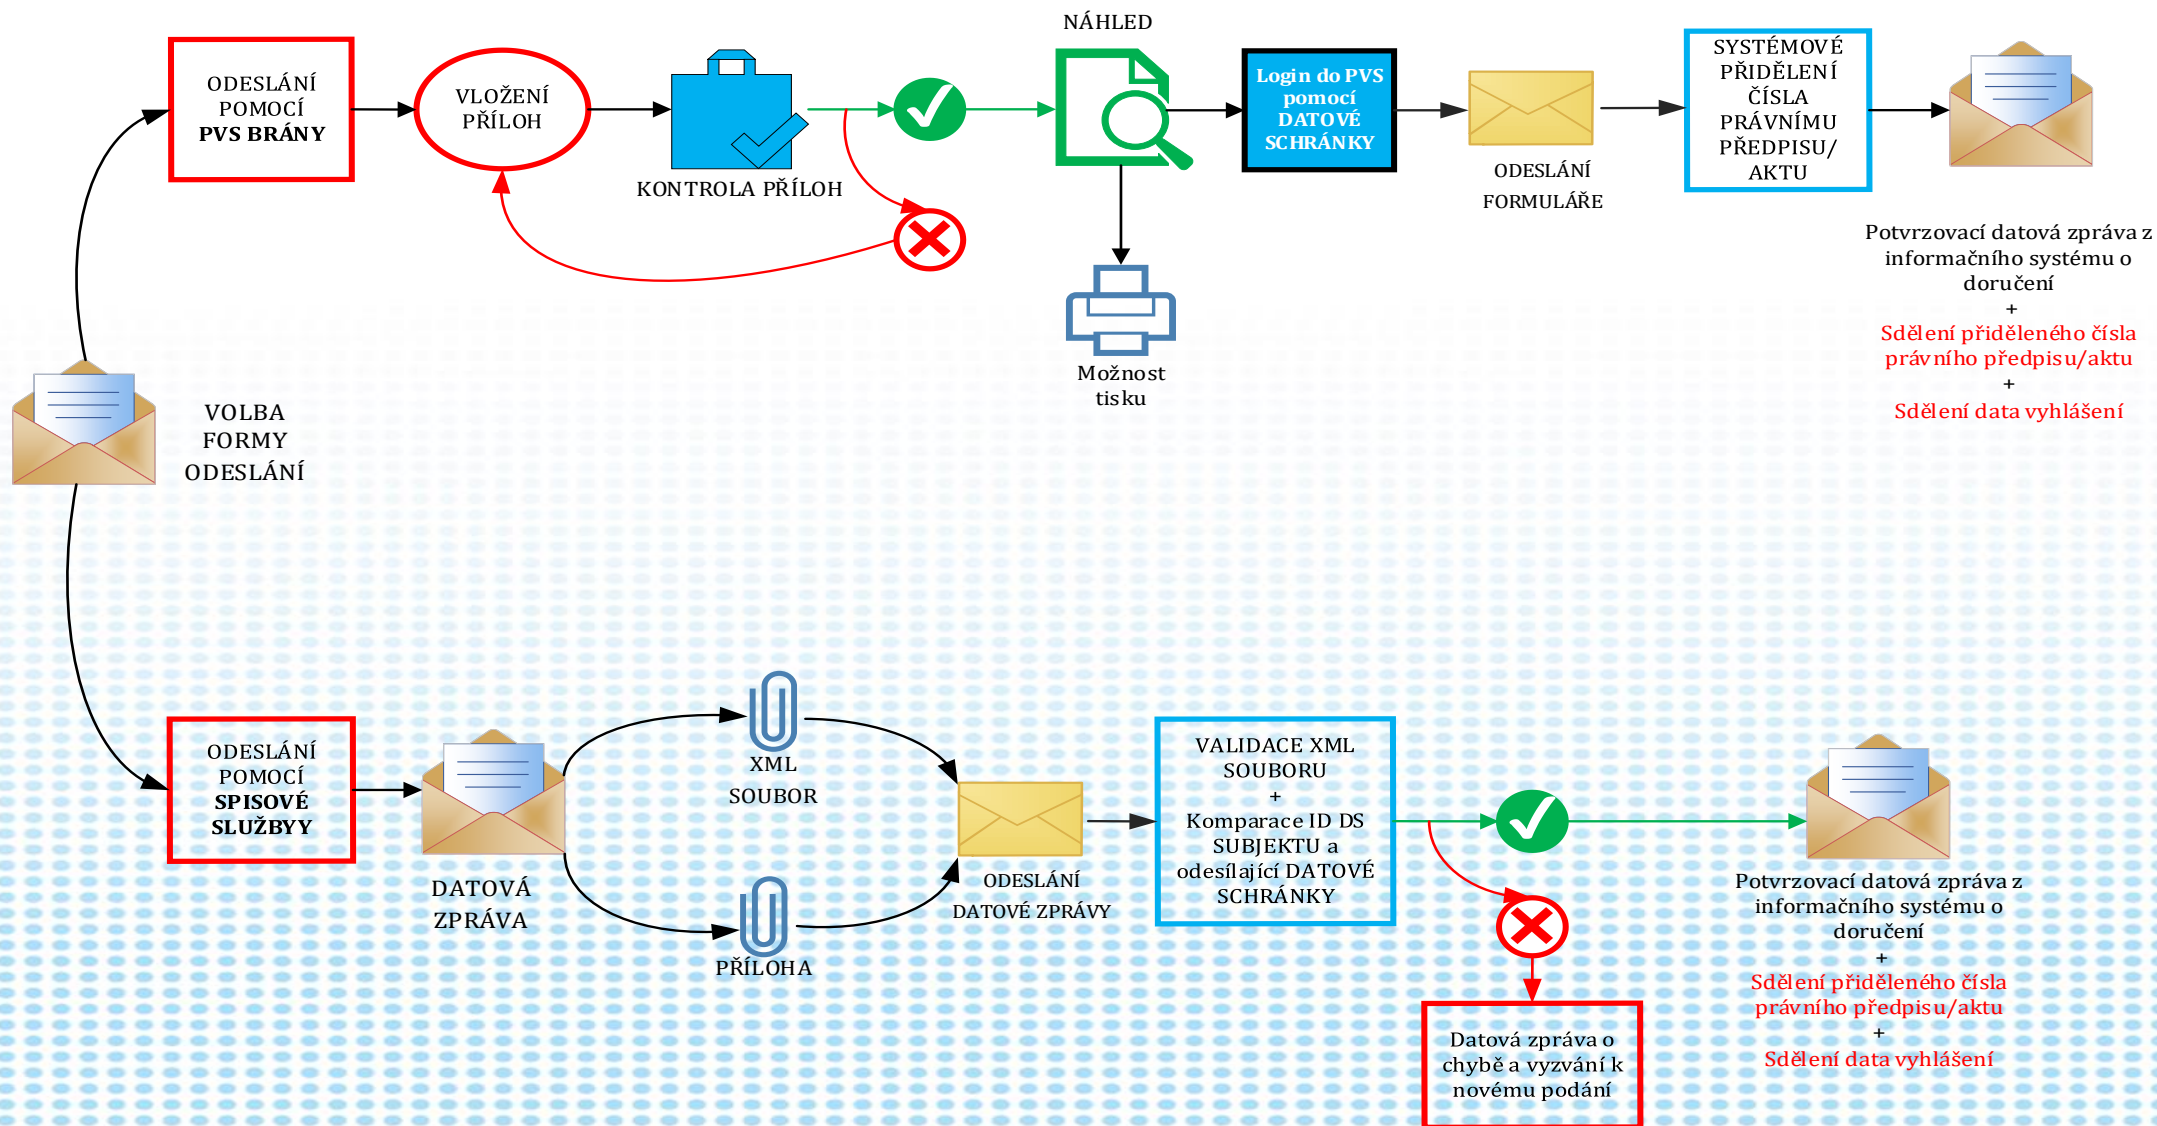 NÁHLED
ODESLÁNÍ
POMOCÍ
PVS BRÁNY
VLOŽENÍ
PŘÍLOH
KONTROLA PŘÍLOH
Login do PVS
pomocí
DATOVÉ
SCHRÁNKY
ODESLÁNÍ
FORMULÁŘE
SYSTÉMOVÉ
PŘIDĚLENÍ
ČÍSLA
PRÁVNÍMU
PŘEDPISU/
AKTU
Potvrzovací datová zpráva z
informačního systému o
doručení
+
Sdělení přiděleného čísla
právního předpisu/aktu
+
Sdělení data vyhlášení
Možnost
tisku
VOLBA
FORMY
ODESLÁNÍ
ODESLÁNÍ
POMOCÍ
SPISOVÉ
SLUŽBYY
DATOVÁ
ZPRÁVA
XML
SOUBOR
PŘÍLOHA
ODESLÁNÍ
DATOVÉ ZPRÁVY
VALIDACE XML
SOUBORU
+
Komparace ID DS
SUBJEKTU a
odesílající DATOVÉ
SCHRÁNKY
Datová zpráva o
chybě a vyzvání k
novému podání
Potvrzovací datová zpráva z
informačního systému o
doručení
+
Sdělení přiděleného čísla
právního předpisu/aktu
+
Sdělení data vyhlášení